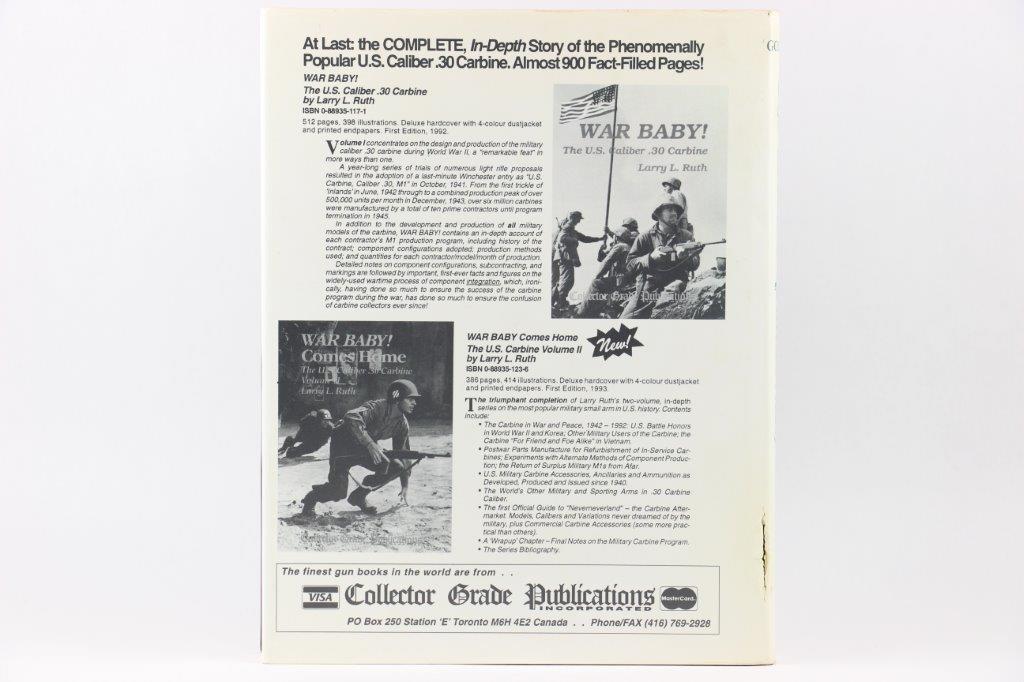 At Last: the COMPLETE, In-Depth Story of the Phenomenally
Popular U.S. Caliber .30 Carbine. Almost 900 Fact-Filled Pages!
WAR BABY!
The U.S. Caliber .30 Carbine
by Larry L. Ruth
ISBN 0-88935-117-1
512 pages, 398 illustrations. Deluxe hardcover with 4-colour dustjacket
and printed endpapers. First Edition, 1992.
Volume I concentrates on the design and production of the military
caliber .30 carbine during World War II, a "remarkable feat" in
more ways than one.
A year-long series of trials of numerous light rifle proposals
resulted in the adoption of a last-minute Winchester entry as "U.S.
Carbine, Caliber .30, M1" in October, 1941. From the first trickle of
'Inlands' in June, 1942 through to a combined production peak of over
500,000 units per month in December, 1943, over six million carbines
were manufactured by a total of ten prime contractors until program
termination in 1945.
In addition to the development and production of all military
models of the carbine, WAR BABY! contains an in-depth account of
each contractor's M1 production program, including history of the
contract; component configurations adopted; production methods
used; and quantities for each contractor/model/month of production.
Detailed notes on component configurations, subcontracting, and
markings are followed by important, first-ever facts and figures on the
widely-used wartime process of component integration, which, ironi-
cally, having done so much to ensure the success of the carbine
program during the war, has done so much to ensure the confusion
of carbine collectors ever since!
WAR BABY!
The U.S. Caliber .30 Carbine
Larry L. Ruth
Collector Grade Publications
WAR BABY!
Comes Home
The U.S. Caliber .30 Carbine
Volume II
Larry L. Ruth
Collector Grade Publications
WAR BABY Comes Home
The U.S. Carbine Volume II
by Larry L. Ruth
ISBN 0-88935-123-6
New!
386 pages, 414 illustrations. Deluxe hardcover with 4-colour dustjacket
and printed endpapers. First Edition, 1993.
The triumphant completion of Larry Ruth's two-volume, in-depth
series on the most popular military small arm in U.S. history. Contents
include:
• The Carbine in War and Peace, 1942 – 1992: U.S. Battle Honors
in World War II and Korea; Other Military Users of the Carbine; the
Carbine "For Friend and Foe Alike" in Vietnam.
• Postwar Parts Manufacture for Refurbishment of In-Service Car-
bines; Experiments with Alternate Methods of Component Produc-
tion; the Return of Surplus Military M1s from Afar.
• U.S. Military Carbine Accessories, Ancillaries and Ammunition as
Developed, Produced and Issued since 1940.
• The World's Other Military and Sporting Arms in .30 Carbine
Caliber.
• The first Official Guide to "Neverneverland" – the Carbine After-
market. Models, Calibers and Variations never dreamed of by the
military, plus Commercial Carbine Accessories (some more prac-
tical than others).
• A 'Wrapup' Chapter – Final Notes on the Military Carbine Program.
• The Series Bibliography.
The finest gun books in the world are from . .
VISA Collector Grade Publications MasterCard
INCORPORATED
PO Box 250 Station 'E' Toronto M6H 4E2 Canada . . Phone/FAX (416) 769-2928